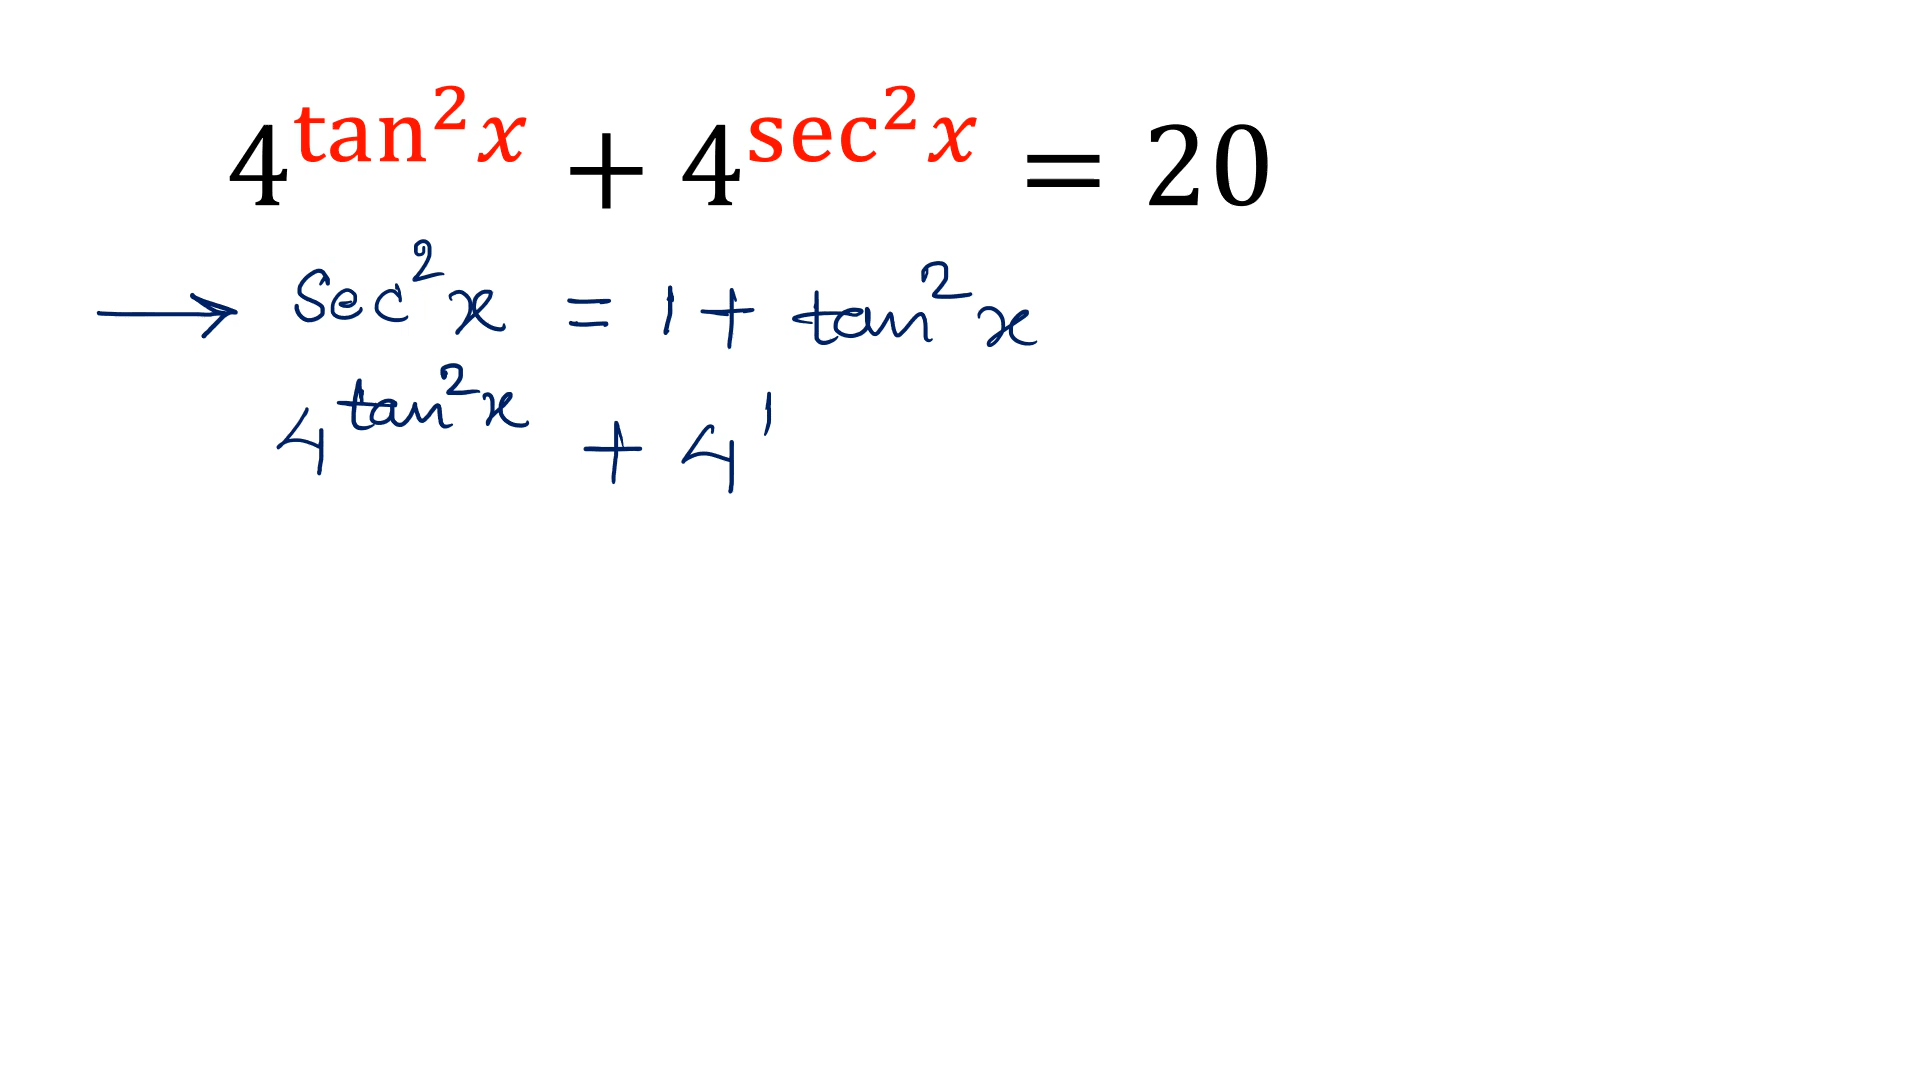 4^{tan²x} + 4^{sec²x} = 20
→ sec²x = 1 + tan²x
4^{tan²x} + 4^{1}